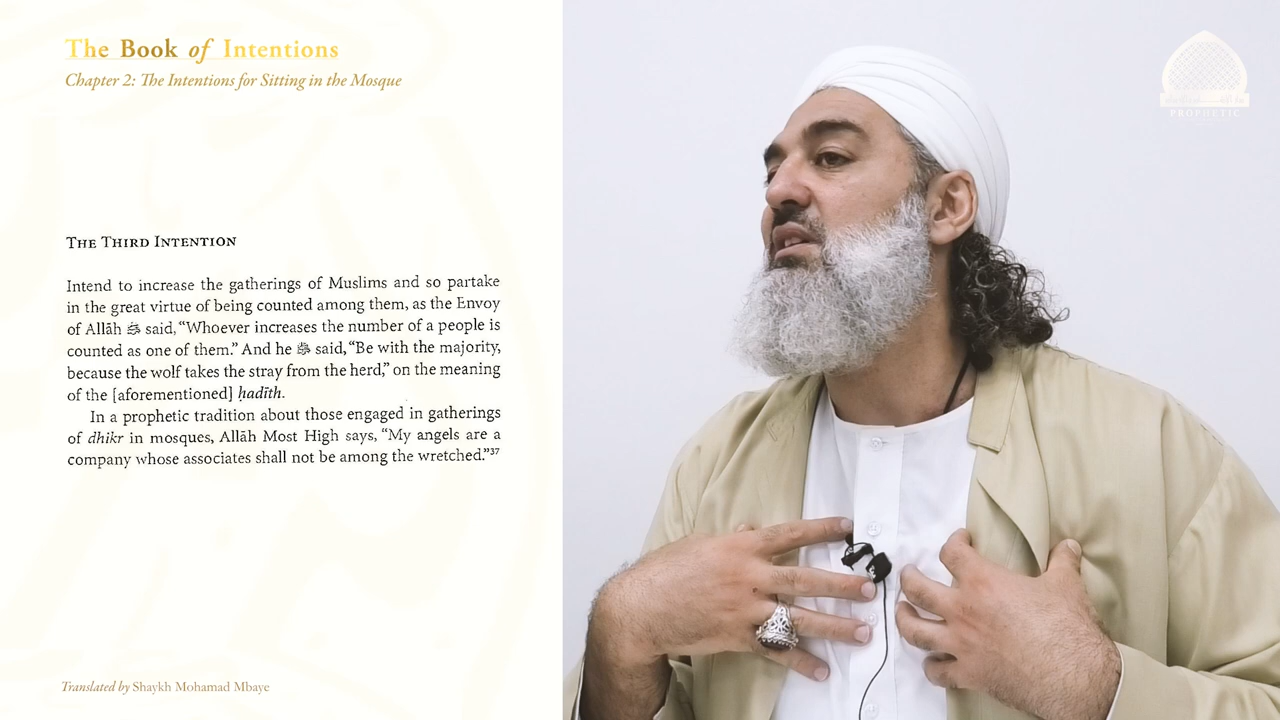 The Book of Intentions
Chapter 2: The Intentions for Sitting in the Mosque
The Third Intention
Intend to increase the gatherings of Muslims and so partake
in the great virtue of being counted among them, as the Envoy
of Allāh ﷺ said, “Whoever increases the number of a people is
counted as one of them.” And he ﷺ said, “Be with the majority,
because the wolf takes the stray from the herd,” on the meaning
of the [aforementioned] ḥadīth.
In a prophetic tradition about those engaged in gatherings
of dhikr in mosques, Allāh Most High says, “My angels are a
company whose associates shall not be among the wretched.”37
Translated by Shaykh Mohamad Mbaye
PROPHETIC